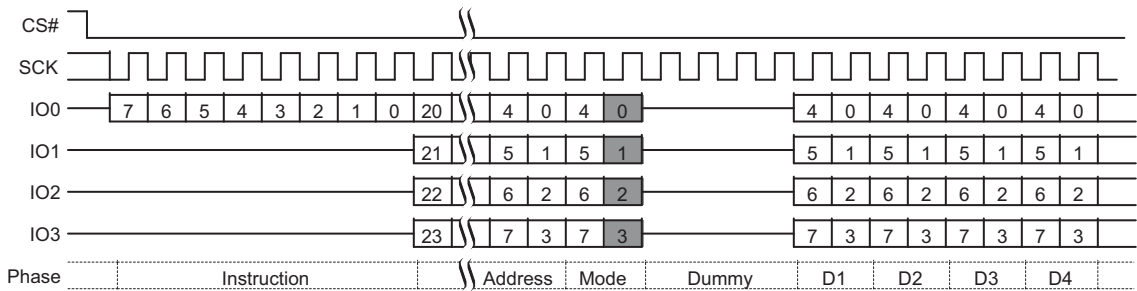 CS#
SCK
IO0 7 6 5 4 3 2 1 0 20 4 0 4 0 4 0 4 0 4 0 4 0
IO1 21 5 1 5 1 5 1 5 1 5 1 5 1
IO2 22 6 2 6 2 6 2 6 2 6 2 6 2
IO3 23 7 3 7 3 7 3 7 3 7 3 7 3
Phase Instruction Address Mode Dummy D1 D2 D3 D4